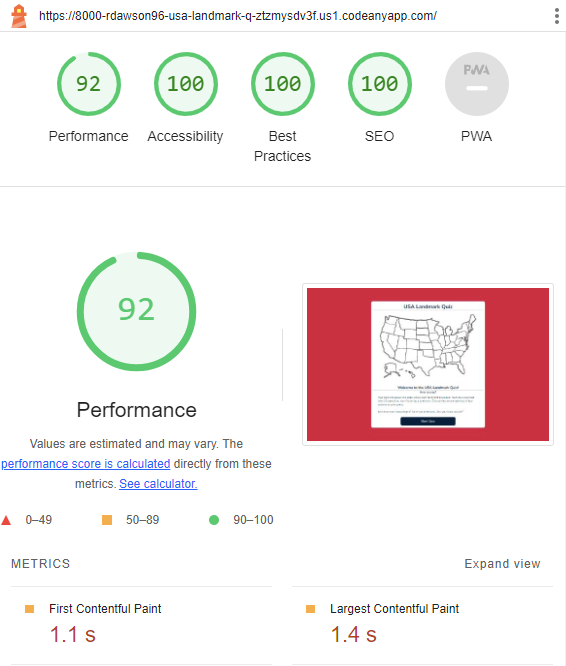 https://8000-rdawson96-usa-landmark-q-ztzmysdv3f.us1.codeanyapp.com/
92 100 100 100 PWA
Performance Accessibility Best Practices SEO PWA
92
Performance
Values are estimated and may vary. The
performance score is calculated directly from these
metrics. See calculator.
0–49 50–89 90–100
USA Landmark Quiz
Welcome to the USA Landmark Quiz!
METRICS Expand view
First Contentful Paint Largest Contentful Paint
1.1 s 1.4 s